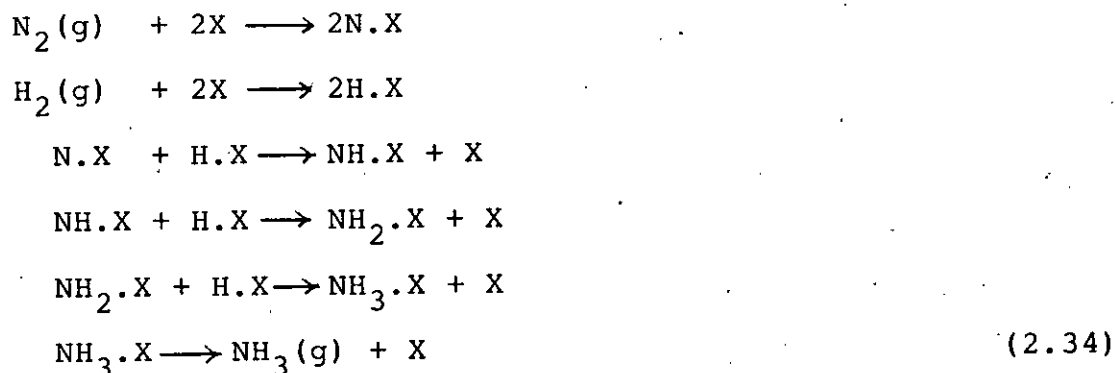 N₂(g) + 2X ⟶ 2N.X
H₂(g) + 2X ⟶ 2H.X
N.X + H.X ⟶ NH.X + X
NH.X + H.X ⟶ NH₂.X + X
NH₂.X + H.X ⟶ NH₃.X + X
NH₃.X ⟶ NH₃(g) + X (2.34)